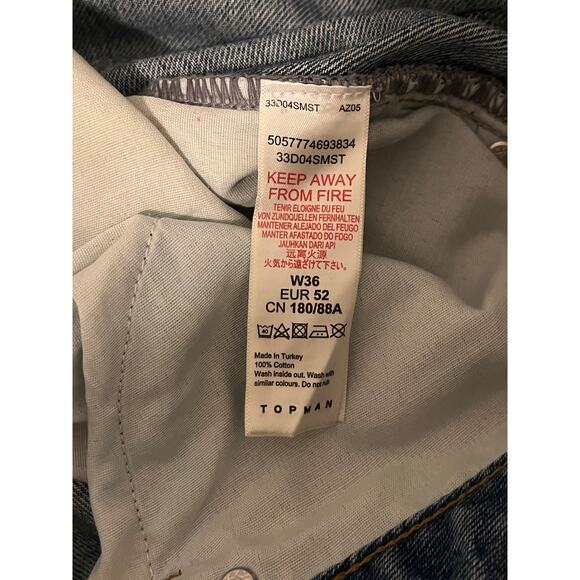 33D04SMST AZ05
5057774693834
33D04SMST
KEEP AWAY
FROM FIRE
TENIR ELOIGNE DU FEU
VON ZUNDQUELLEN FERNHALTEN
MANTENER ALEJADO DEL FEUGO
MANTER AFASTADO DO FOGO
JAUHKAN DARI API
远离火源
火気から遠ざけて下さい。
W36
EUR 52
CN 180/88A
40
Made in Turkey
100% Cotton
Wash inside out. Wash with
similar colours. Do not rub
TOPMAN